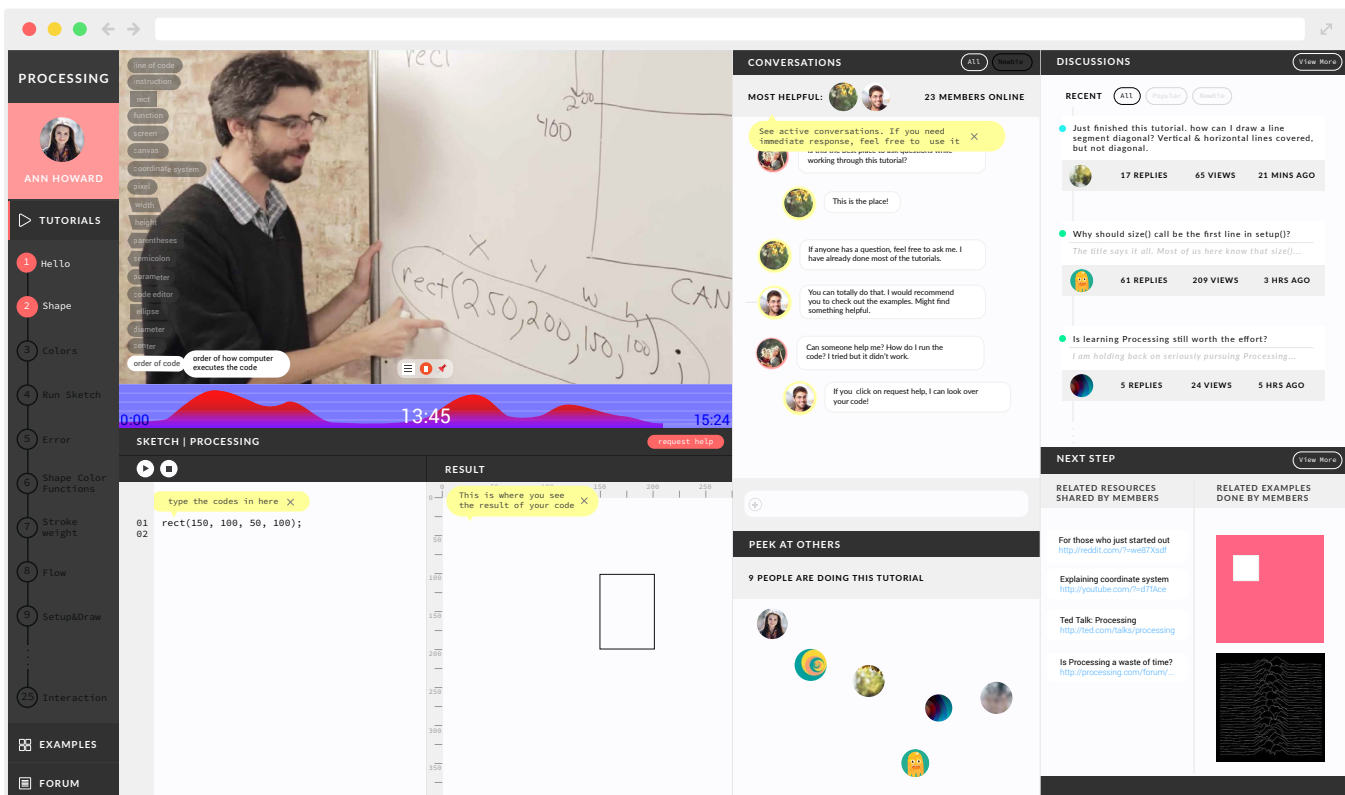 PROCESSING
ANN HOWARD
TUTORIALS
1 Hello
2 Shape
3 Colors
4 Run Sketch
5 Error
6 Shape Color
Functions
7 Stroke
weight
8 Flow
9 Setup&Draw
25 Interaction
EXAMPLES
FORUM
line of code
instruction
rect
function
screen
canvas
coordinate system
pixel
width
height
parentheses
semicolon
parameter
code editor
ellipse
diameter
center
order of code
order of how computer
executes the code
rect
400
X Y W h
rect(250,200,150,100);
CAN
0:00
13:45
15:24
SKETCH | PROCESSING
request help
RESULT
type the codes in here ×
01 rect(150, 100, 50, 100);
02
This is where you see
the result of your code ×
0 150 200 250
0
50
100
150
200
250
300
350
CONVERSATIONS
All
Newbie
MOST HELPFUL:
23 MEMBERS ONLINE
See active conversations. If you need
immediate response, feel free to use it ×
working through this tutorial?
This is the place!
If anyone has a question, feel free to ask me. I
have already done most of the tutorials.
You can totally do that. I would recommend
you to check out the examples. Might find
something helpful.
Can someone help me? How do I run the
code? I tried but it didn't work.
If you click on request help, I can look over
your code!
PEEK AT OTHERS
9 PEOPLE ARE DOING THIS TUTORIAL
DISCUSSIONS
View More
RECENT
All
Popular
Newbie
Just finished this tutorial. how can I draw a line
segment diagonal? Vertical & horizontal lines covered,
but not diagonal.
17 REPLIES 65 VIEWS 21 MINS AGO
Why should size() call be the first line in setup()?
The title says it all. Most of us here know that size()...
61 REPLIES 209 VIEWS 3 HRS AGO
Is learning Processing still worth the effort?
I am holding back on seriously pursuing Processing...
5 REPLIES 24 VIEWS 5 HRS AGO
NEXT STEP
View More
RELATED RESOURCES
SHARED BY MEMBERS
For those who just started out
http://reddit.com/?=we87Xsdf
Explaining coordinate system
http://youtube.com/?=d7fAce
Ted Talk: Processing
http://ted.com/talks/processing
Is Processing a waste of time?
http://processing.com/forum/...
RELATED EXAMPLES
DONE BY MEMBERS